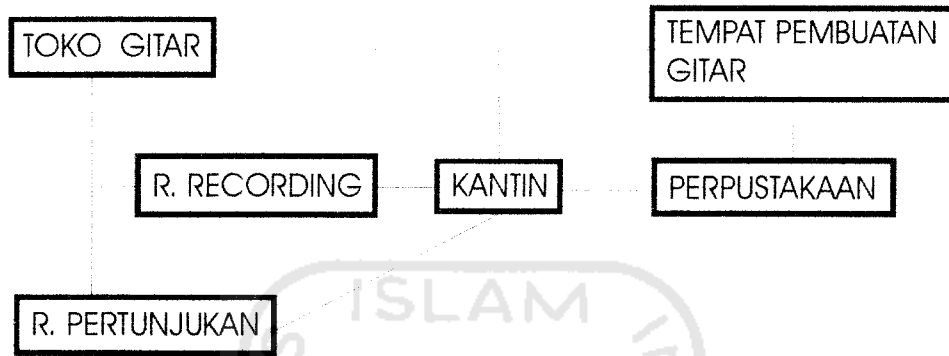 TOKO GITAR
TEMPAT PEMBUATAN
GITAR
R. RECORDING
KANTIN
PERPUSTAKAAN
R. PERTUNJUKAN
ISLAM